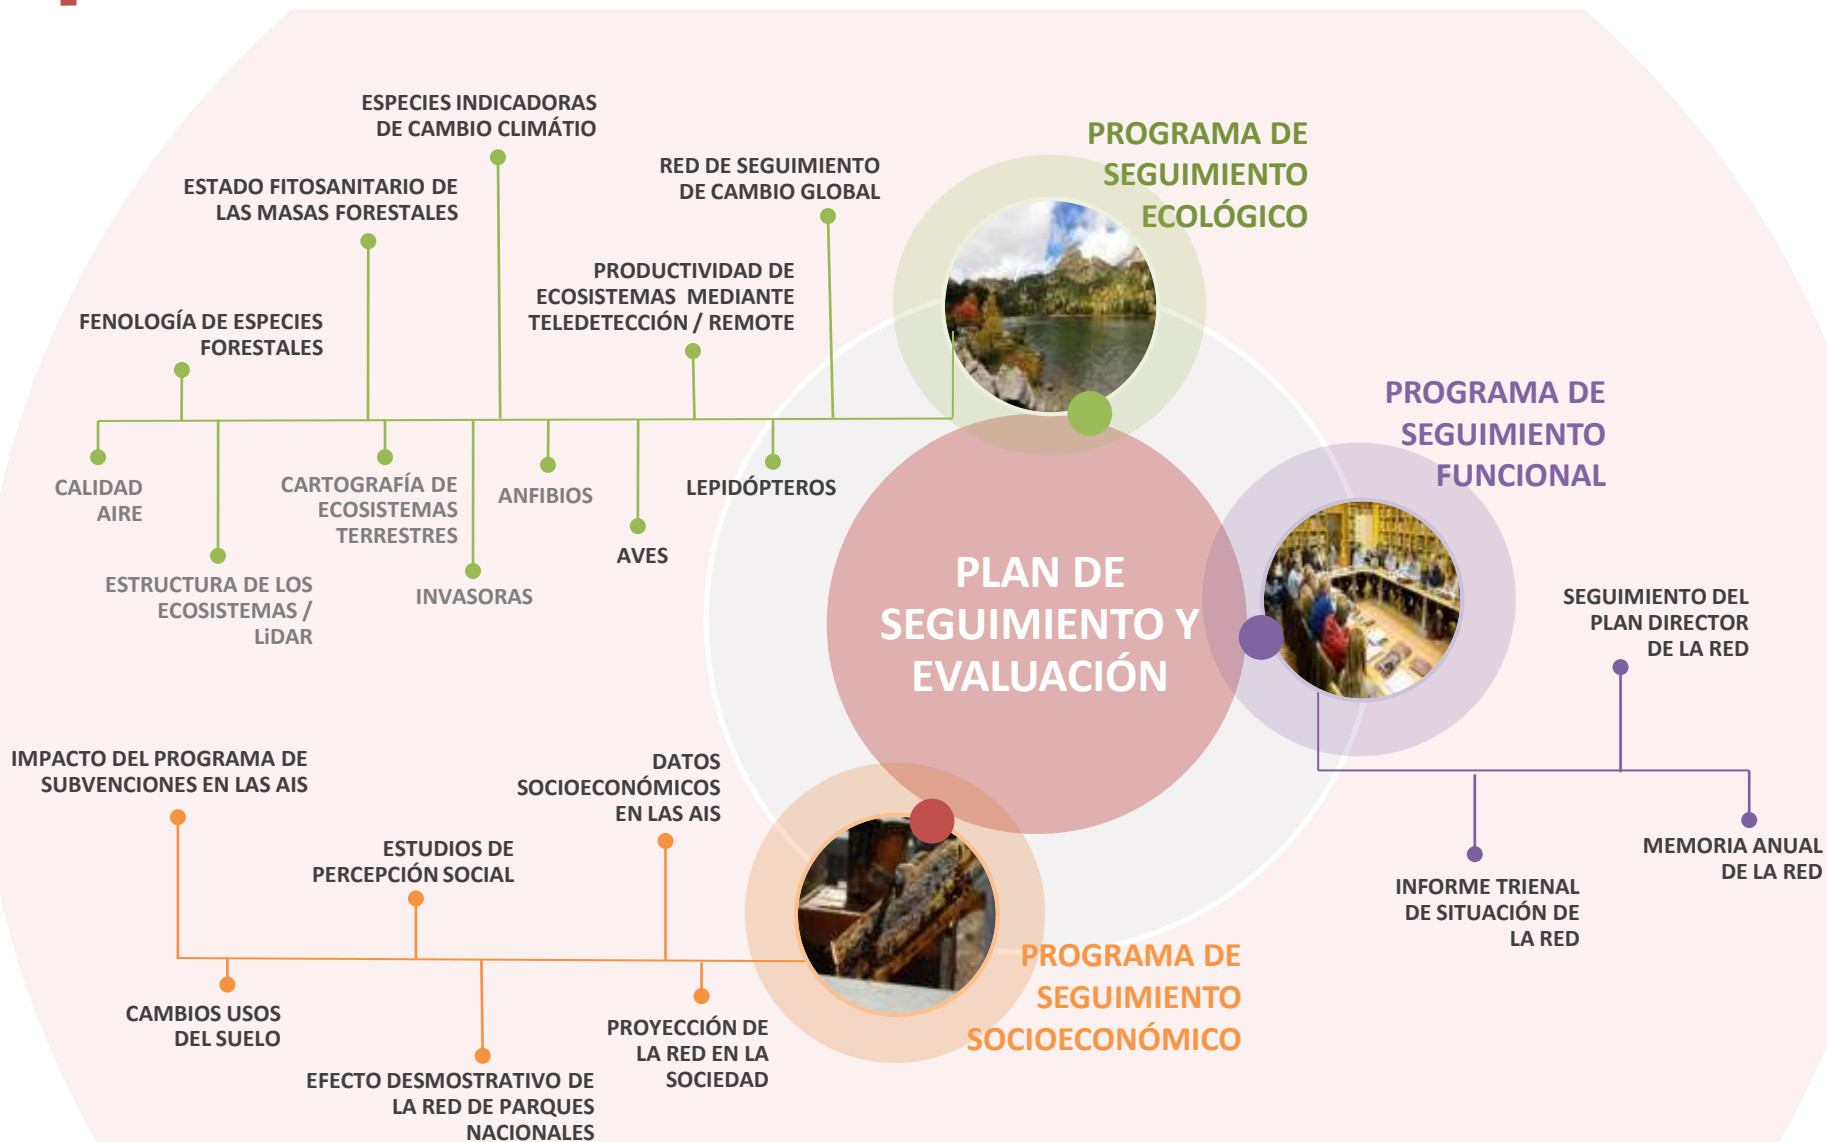 ESPECIES INDICADORAS
DE CAMBIO CLIMÁTIO
PROGRAMA DE
SEGUIMIENTO
ECOLÓGICO
RED DE SEGUIMIENTO
DE CAMBIO GLOBAL
ESTADO FITOSANITARIO DE
LAS MASAS FORESTALES
PRODUCTIVIDAD DE
ECOSISTEMAS MEDIANTE
TELEDETECCIÓN / REMOTE
FENOLOGÍA DE ESPECIES
FORESTALES
CALIDAD
AIRE
ESTRUCTURA DE LOS
ECOSISTEMAS /
LiDAR
CARTOGRAFÍA DE
ECOSISTEMAS
TERRESTRES
INVASORAS
ANFIBIOS
AVES
LEPIDÓPTEROS
PLAN DE
SEGUIMIENTO Y
EVALUACIÓN
PROGRAMA DE
SEGUIMIENTO
FUNCIONAL
SEGUIMIENTO DEL
PLAN DIRECTOR
DE LA RED
INFORME TRIENAL
DE SITUACIÓN DE
LA RED
MEMORIA ANUAL
DE LA RED
IMPACTO DEL PROGRAMA DE
SUBVENCIONES EN LAS AIS
ESTUDIOS DE
PERCEPCIÓN SOCIAL
DATOS
SOCIOECONÓMICOS
EN LAS AIS
CAMBIOS USOS
DEL SUELO
EFECTO DESMOSTRATIVO DE
LA RED DE PARQUES
NACIONALES
PROYECCIÓN DE
LA RED EN LA
SOCIEDAD
PROGRAMA DE
SEGUIMIENTO
SOCIOECONÓMICO